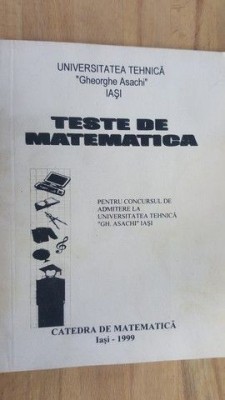 UNIVERSITATEA TEHNICĂ
"Gheorghe Asachi"
IAŞI
TESTE DE
MATEMATICA
PENTRU CONCURSUL DE
ADMITERE LA
UNIVERSITATEA TEHNICĂ
"GH. ASACHI" IAŞI
CATEDRA DE MATEMATICĂ
Iaşi - 1999